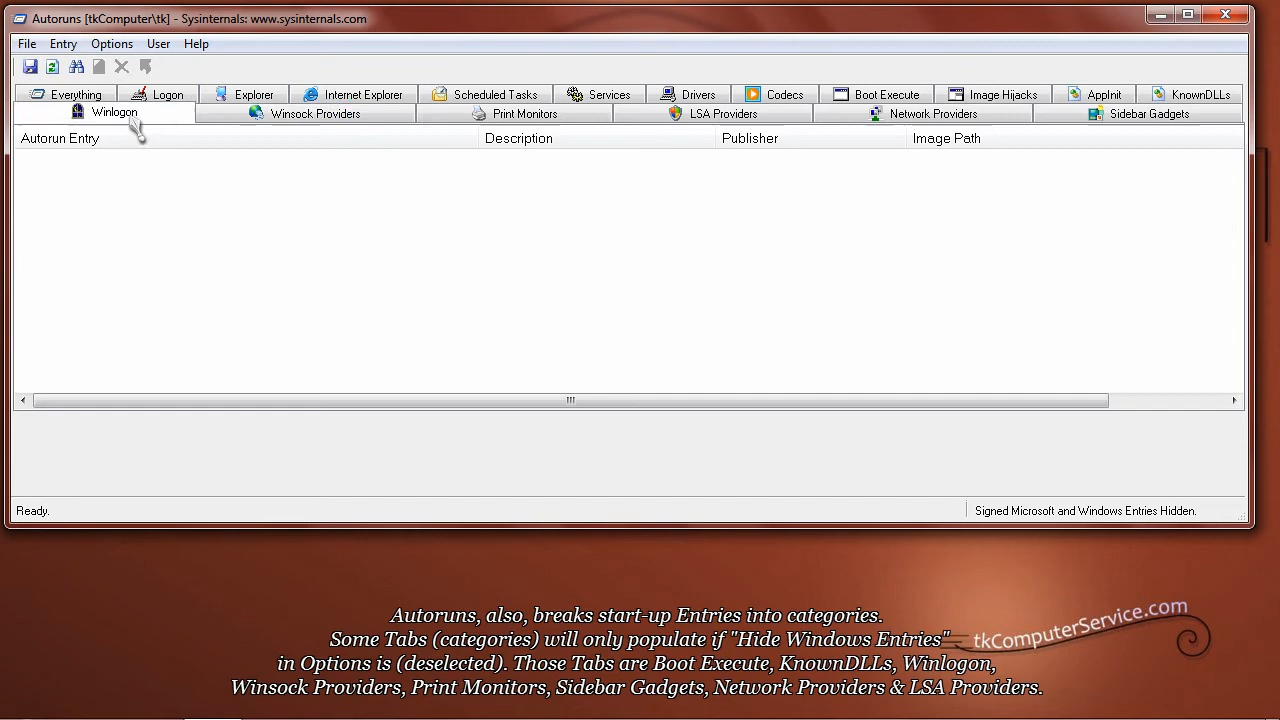 Autoruns [tkComputer\tk] - Sysinternals: www.sysinternals.com
File Entry Options User Help
Everything Logon Explorer Internet Explorer Scheduled Tasks Services Drivers Codecs Boot Execute Image Hijacks AppInit KnownDLLs
Winlogon Winsock Providers Print Monitors LSA Providers Network Providers Sidebar Gadgets
Autorun Entry Description Publisher Image Path
Ready. Signed Microsoft and Windows Entries Hidden.
Autoruns, also, breaks start-up Entries into categories.
Some Tabs (categories) will only populate if "Hide Windows Entries"
in Options is (deselected). Those Tabs are Boot Execute, KnownDLLs, Winlogon,
Winsock Providers, Print Monitors, Sidebar Gadgets, Network Providers & LSA Providers.
tkComputerService.com